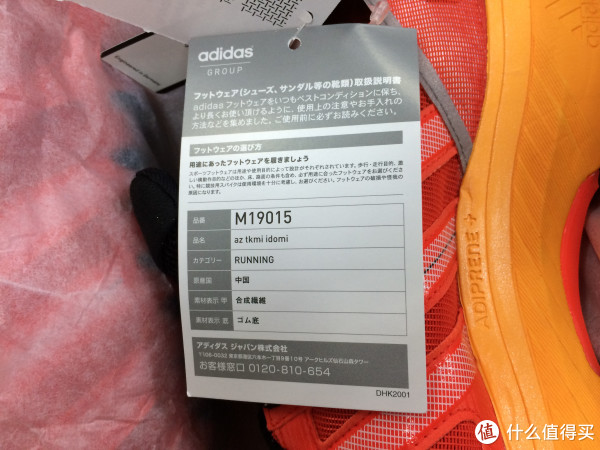 adidas
GROUP
フットウェア(シューズ、サンダル等の靴類)取扱説明書
adidas フットウェアをいつもベストコンディションに保ち、
より長くお使い頂けるように、使用上の注意やお手入れの
方法などを集めました。ご使用前に必ずお読みください。
フットウェアの選び方
用途にあったフットウェアを履きましょう
品番 M19015
品名 az tkmi idomi
カテゴリー RUNNING
原産国 中国
素材表示 甲 合成繊維
素材表示 底 ゴム底
アディダス ジャパン株式会社
お客様窓口 0120-810-654
DHK2001
ADIPRENE +
adidas
值 什么值得买